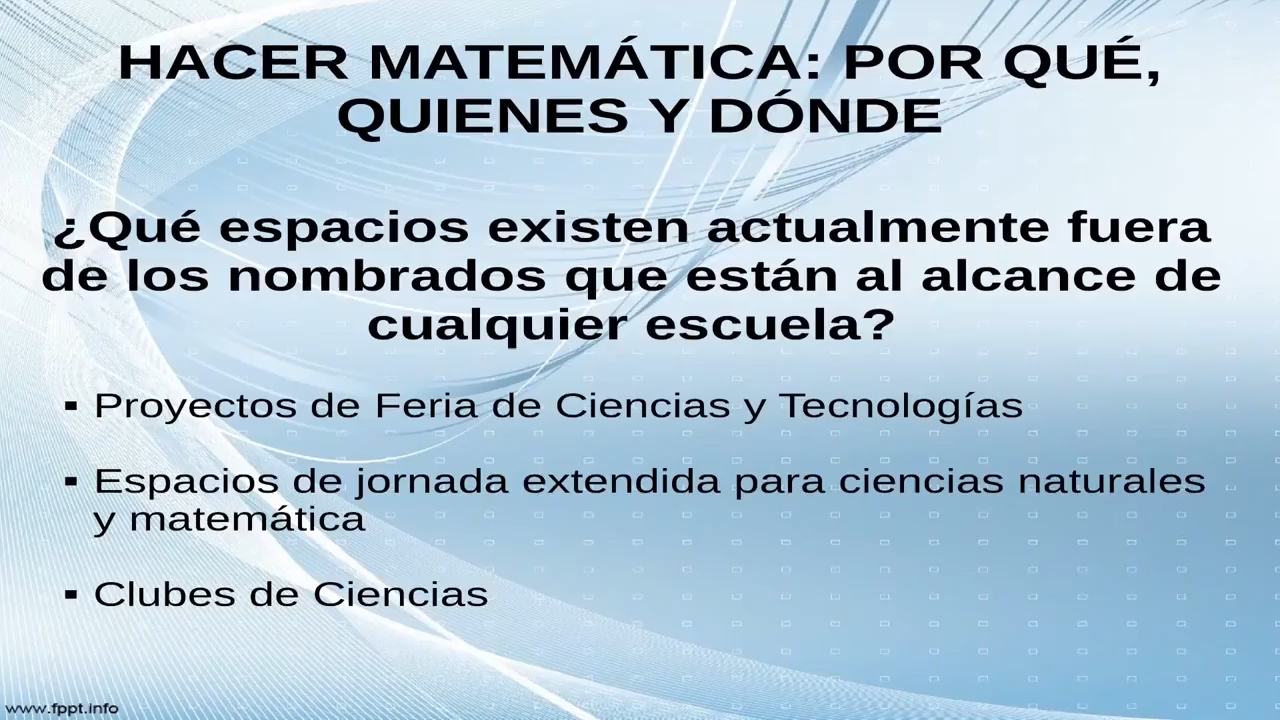 HACER MATEMÁTICA: POR QUÉ,
QUIENES Y DÓNDE
¿Qué espacios existen actualmente fuera
de los nombrados que están al alcance de
cualquier escuela?
▪ Proyectos de Feria de Ciencias y Tecnologías
▪ Espacios de jornada extendida para ciencias naturales
y matemática
▪ Clubes de Ciencias
www.fppt.info